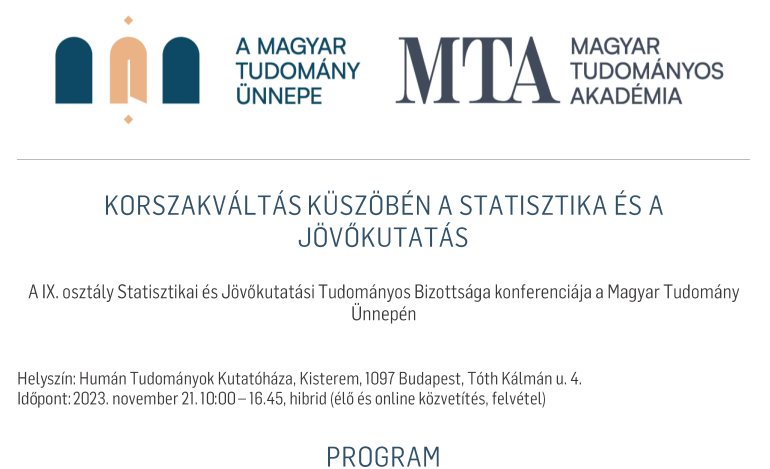 A MAGYAR
TUDOMÁNY
ÜNNEPE
MTA
MAGYAR
TUDOMÁNYOS
AKADÉMIA
KORSZAKVÁLTÁS KÜSZÖBÉN A STATISZTIKA ÉS A
JÖVŐKUTATÁS
A IX. osztály Statisztikai és Jövőkutatási Tudományos Bizottsága konferenciája a Magyar Tudomány
Ünnepén
Helyszín: Humán Tudományok Kutatóháza, Kisterem, 1097 Budapest, Tóth Kálmán u. 4.
Időpont: 2023. november 21. 10:00 – 16.45, hibrid (élő és online közvetítés, felvétel)
PROGRAM